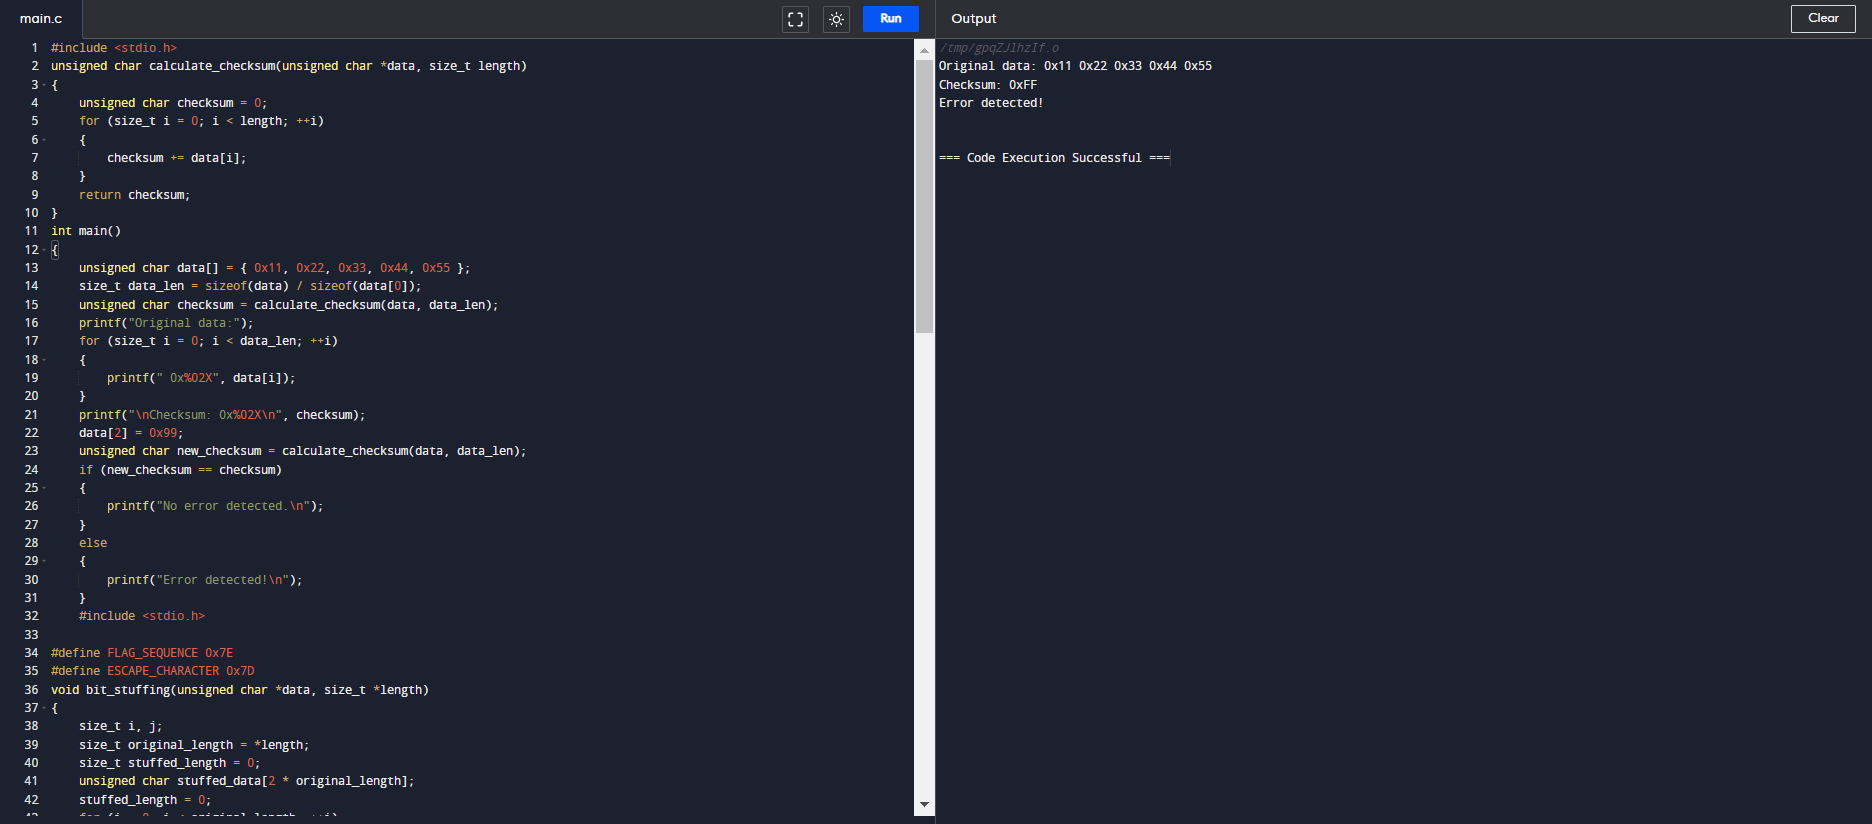 main.c
Run
Output
Clear
1 #include <stdio.h>
2 unsigned char calculate_checksum(unsigned char *data, size_t length)
3 {
4     unsigned char checksum = 0;
5     for (size_t i = 0; i < length; ++i)
6     {
7         checksum += data[i];
8     }
9     return checksum;
10 }
11 int main()
12 {
13     unsigned char data[] = { 0x11, 0x22, 0x33, 0x44, 0x55 };
14     size_t data_len = sizeof(data) / sizeof(data[0]);
15     unsigned char checksum = calculate_checksum(data, data_len);
16     printf("Original data:");
17     for (size_t i = 0; i < data_len; ++i)
18     {
19         printf(" 0x%02X", data[i]);
20     }
21     printf("\nChecksum: 0x%02X\n", checksum);
22     data[2] = 0x99;
23     unsigned char new_checksum = calculate_checksum(data, data_len);
24     if (new_checksum == checksum)
25     {
26         printf("No error detected.\n");
27     }
28     else
29     {
30         printf("Error detected!\n");
31     }
32     #include <stdio.h>
33
34 #define FLAG_SEQUENCE 0x7E
35 #define ESCAPE_CHARACTER 0x7D
36 void bit_stuffing(unsigned char *data, size_t *length)
37 {
38     size_t i, j;
39     size_t original_length = *length;
40     size_t stuffed_length = 0;
41     unsigned char stuffed_data[2 * original_length];
42     stuffed_length = 0;
/tmp/gpqZJlhzIf.o
Original data: 0x11 0x22 0x33 0x44 0x55
Checksum: 0xFF
Error detected!
=== Code Execution Successful ===